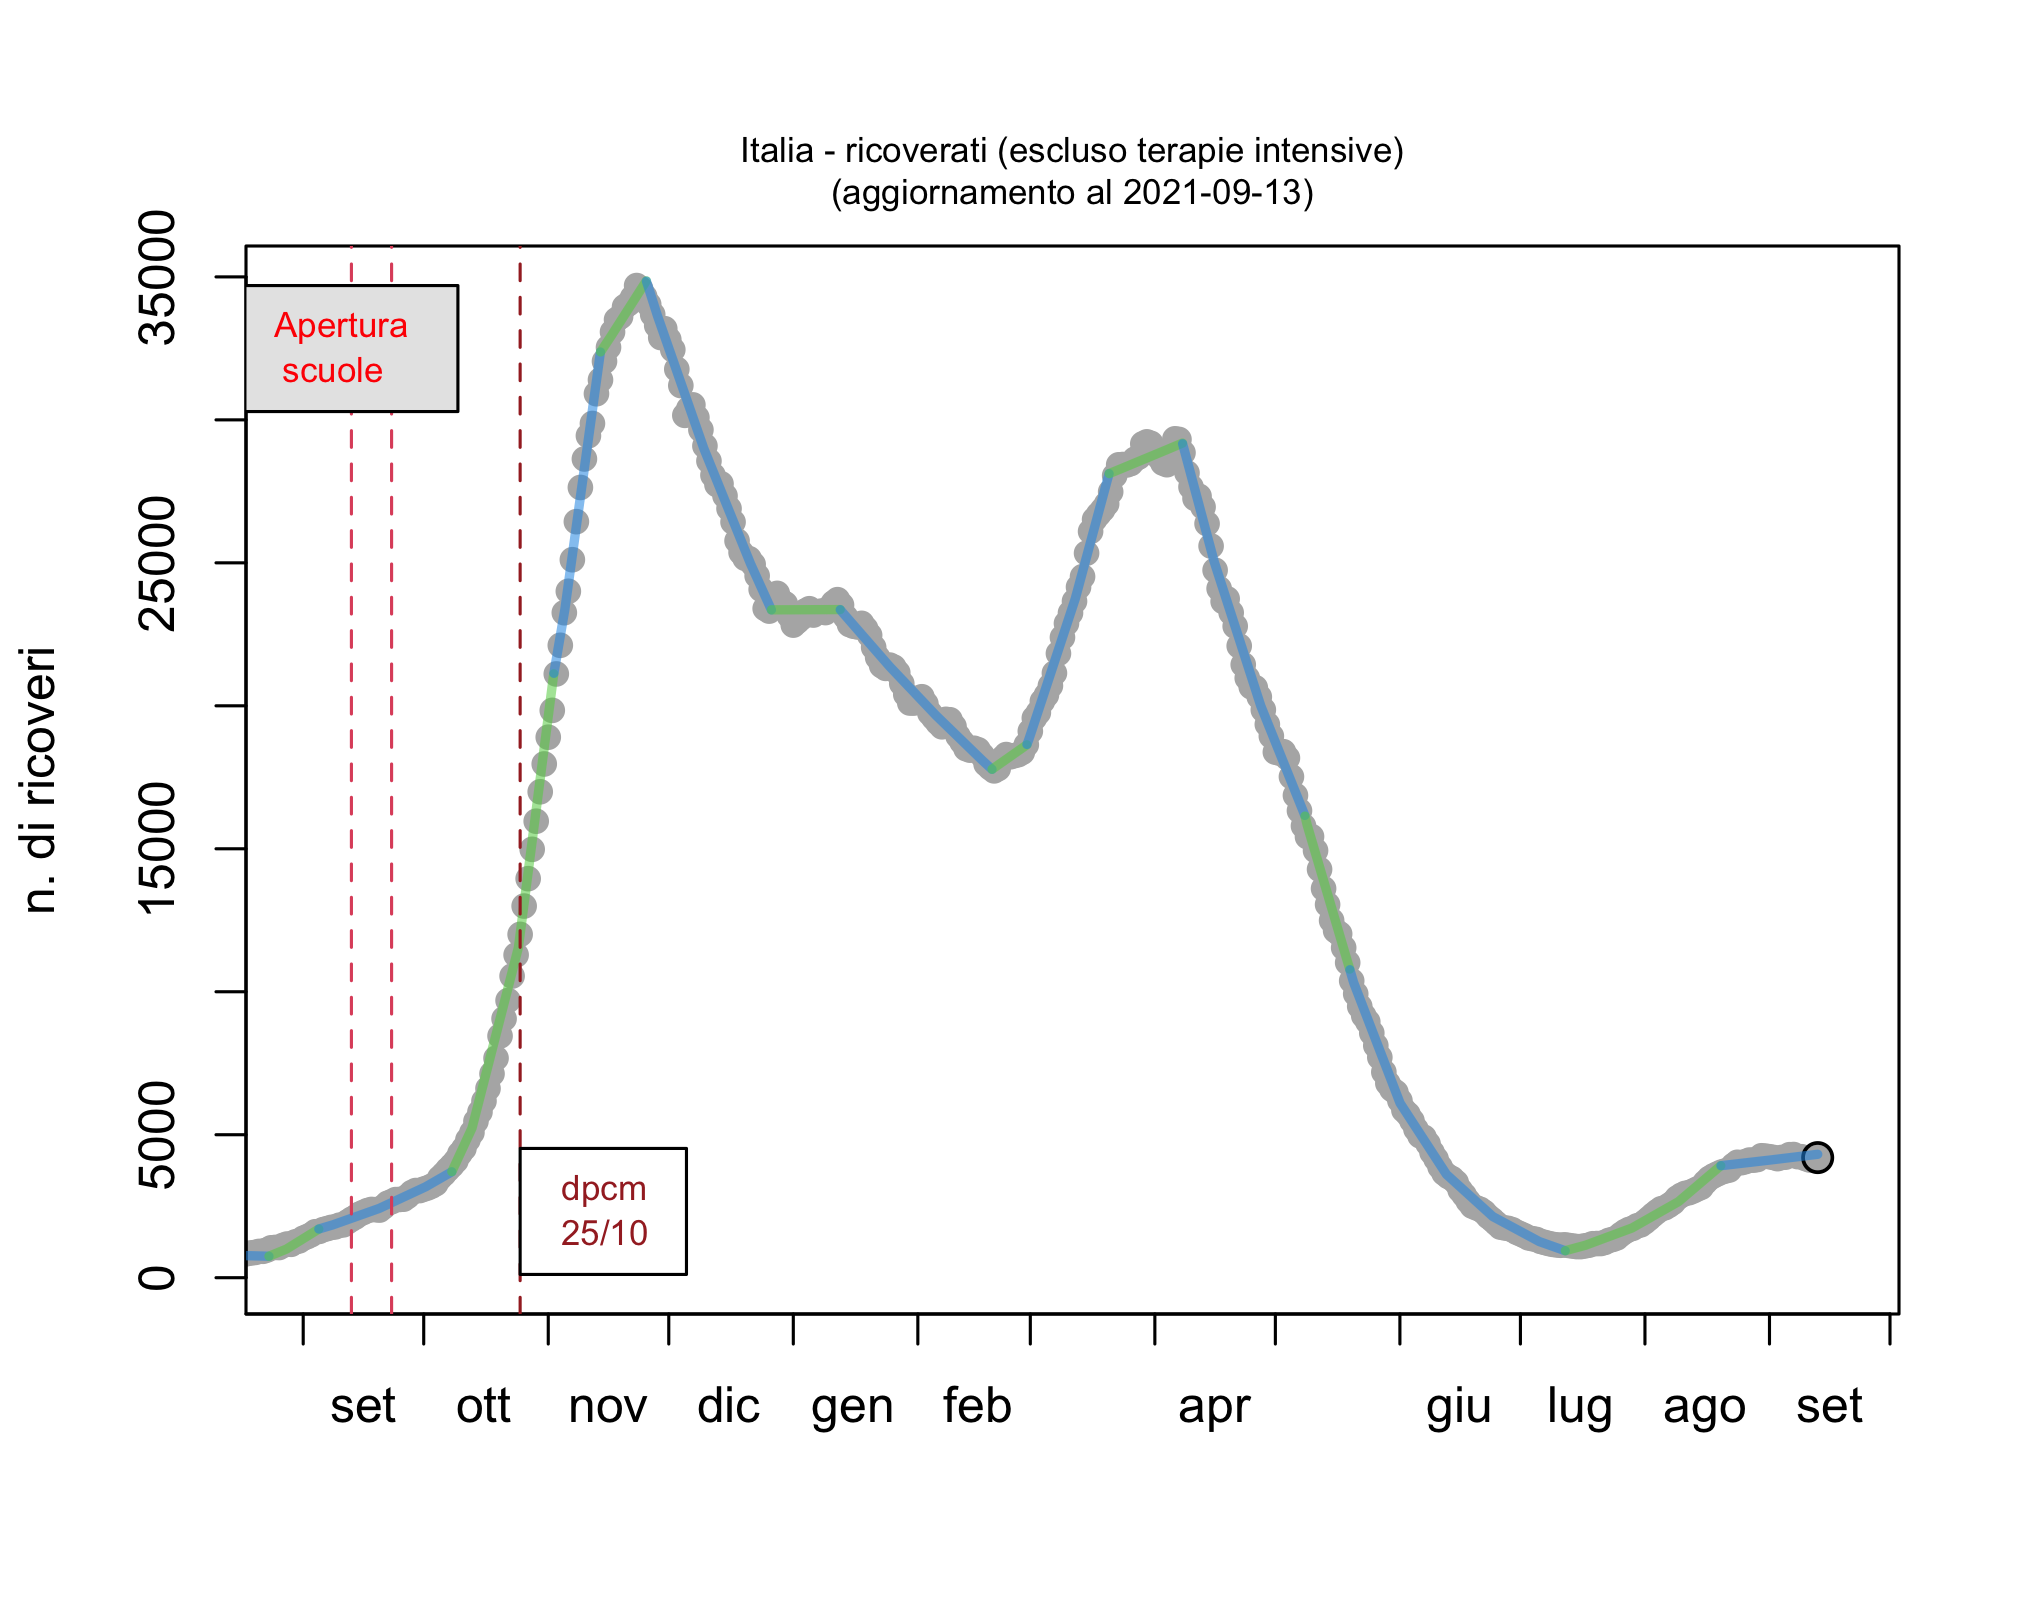 Italia - ricoverati (escluso terapie intensive)
(aggiornamento al 2021-09-13)
n. di ricoveri
35000
25000
15000
5000
0
Apertura
scuole
dpcm
25/10
set ott nov dic gen feb apr giu lug ago set